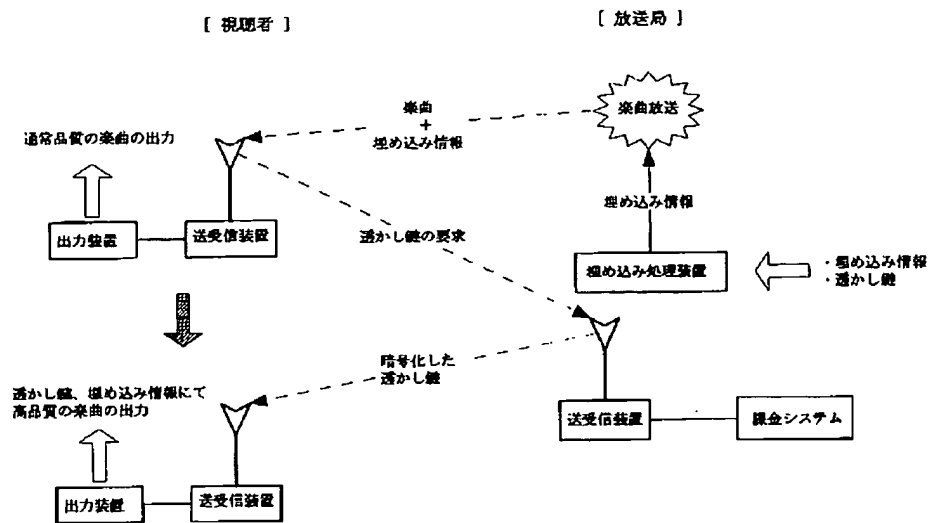 [ 視聴者 ]
[ 放送局 ]
楽曲
+
埋め込み情報
楽曲放送
通常品質の楽曲の出力
埋め込み情報
出力装置
送受信装置
透かし鍵の要求
埋め込み処理装置
・埋め込み情報
・透かし鍵
暗号化した
透かし鍵
透かし鍵、埋め込み情報にて
高品質の楽曲の出力
送受信装置
課金システム
出力装置
送受信装置